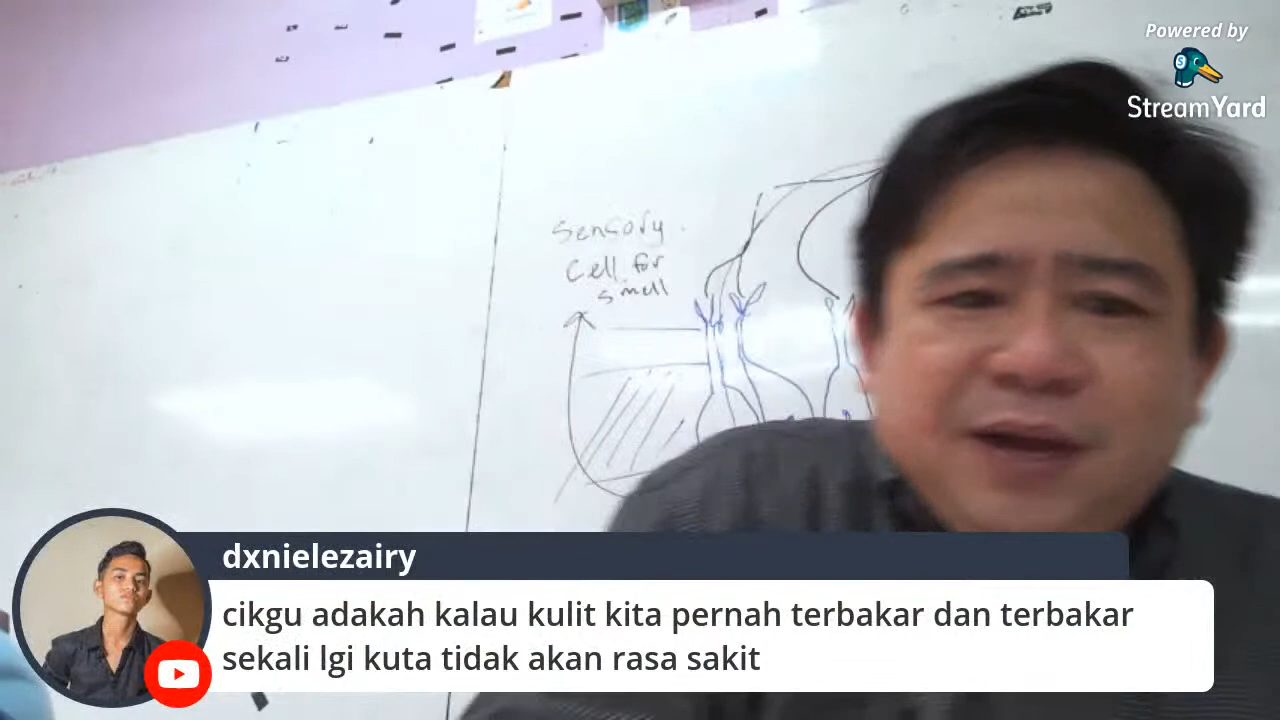 Powered by
StreamYard
Sensory
Cell for
smell
dxnielezairy
cikgu adakah kalau kulit kita pernah terbakar dan terbakar
sekali lgi kuta tidak akan rasa sakit